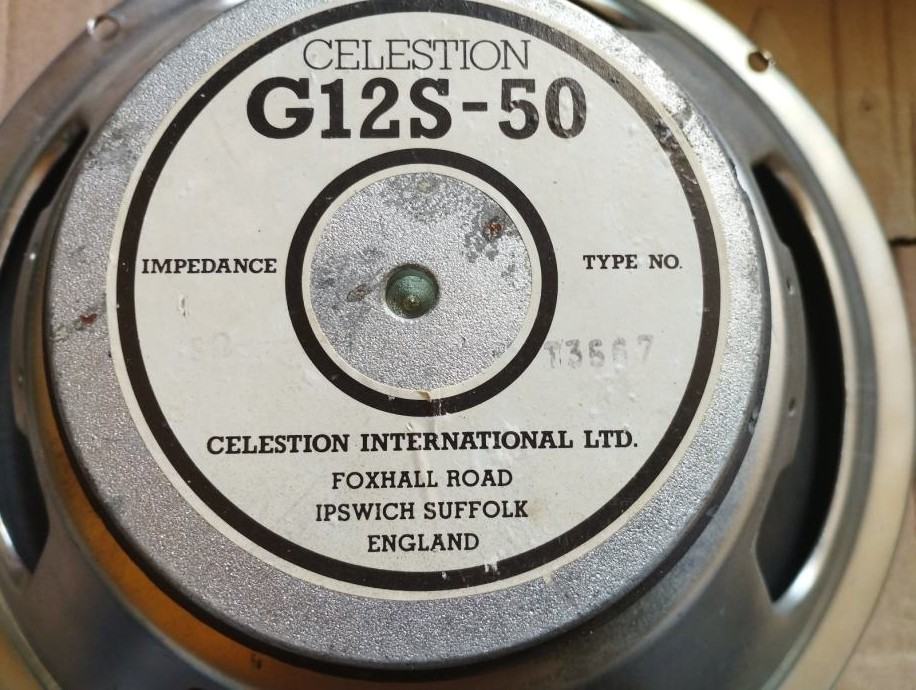 CELESTION
G12S-50
IMPEDANCE
TYPE NO.
T3667
CELESTION INTERNATIONAL LTD.
FOXHALL ROAD
IPSWICH SUFFOLK
ENGLAND